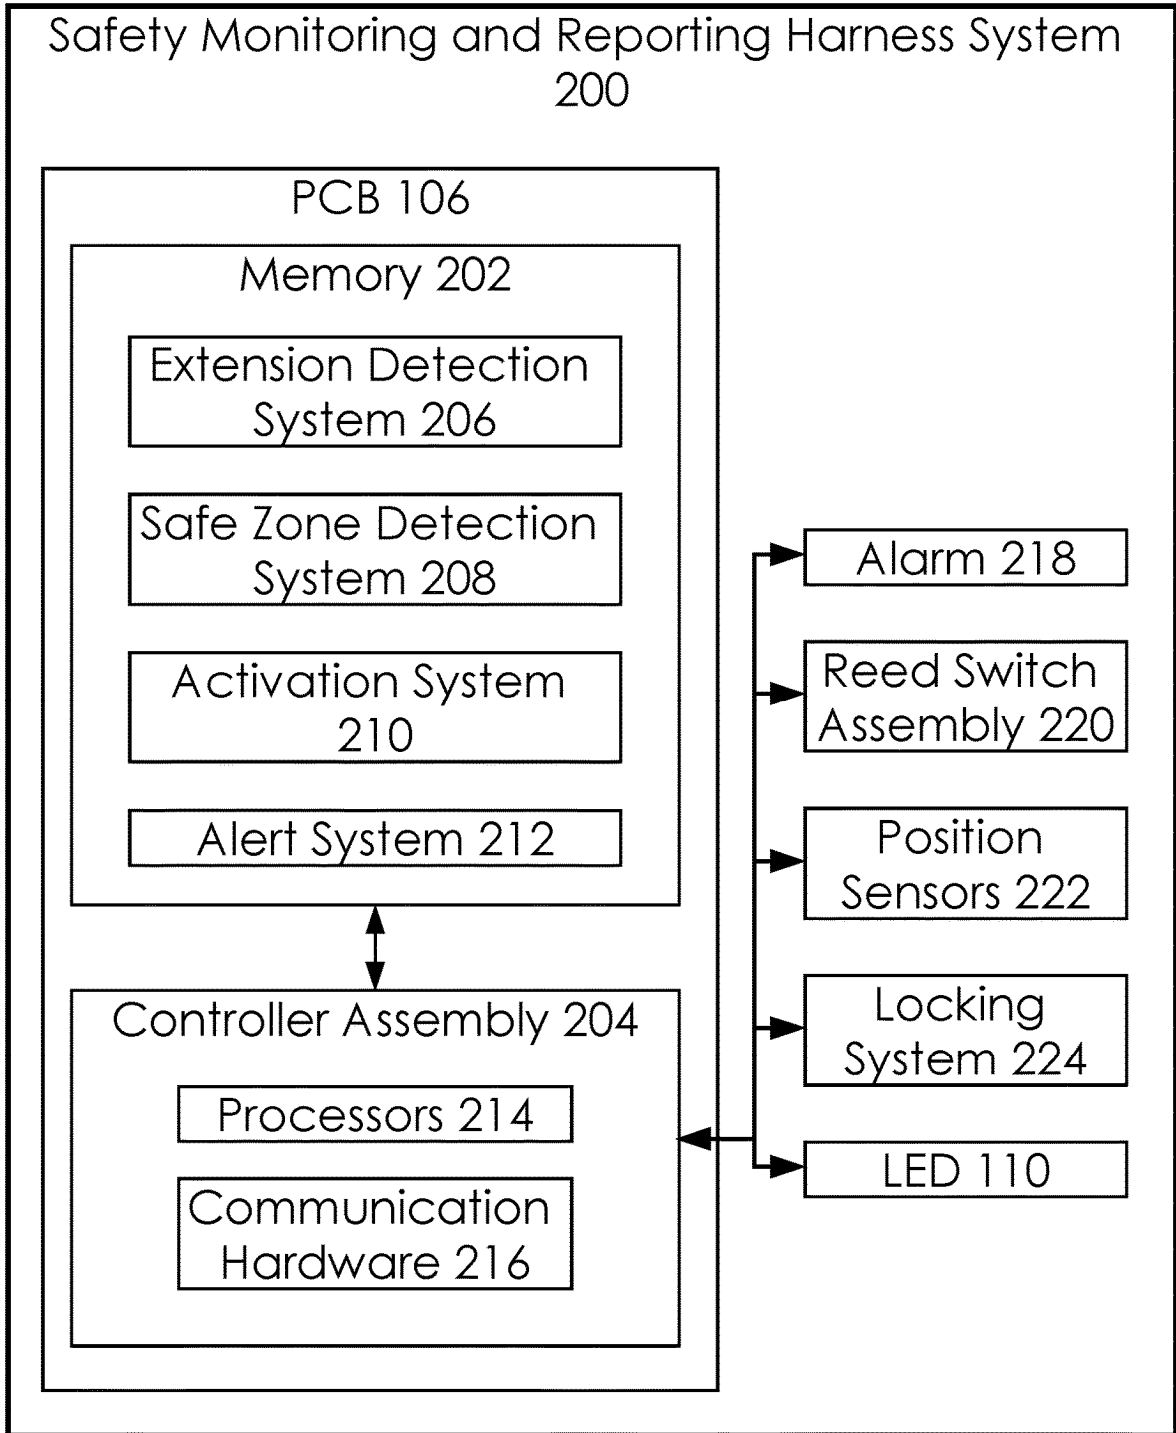 Safety Monitoring and Reporting Harness System
200
PCB 106
Memory 202
Extension Detection
System 206
Safe Zone Detection
System 208
Activation System
210
Alert System 212
Controller Assembly 204
Processors 214
Communication
Hardware 216
Alarm 218
Reed Switch
Assembly 220
Position
Sensors 222
Locking
System 224
LED 110